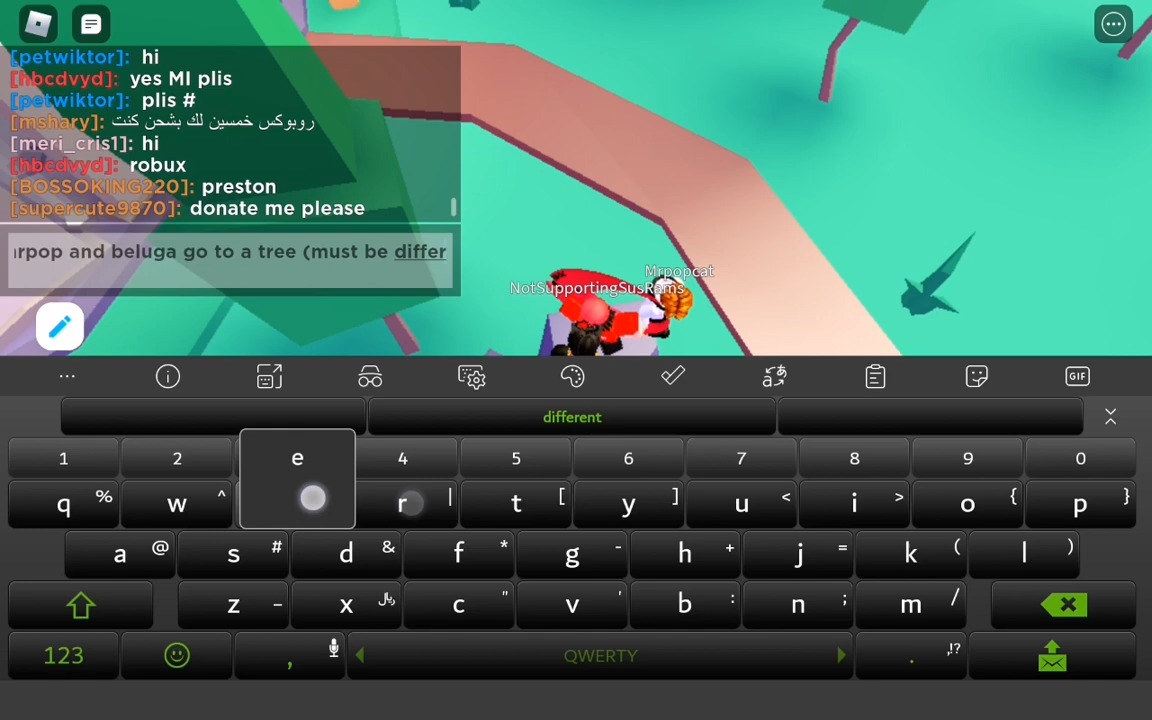 [petwiktor]: hi
[hbcdvyd]: yes MI plis
[petwiktor]: plis #
[mshary]: روبوكس خمسين لك بشحن كنت
[meri_cris1]: hi
[hbcdvyd]: robux
[BOSSOKING220]: preston
[supercute9870]: donate me please
rpop and beluga go to a tree (must be differ
Mrpopcat
NotSupportingSusRams
GIF
different
1 2 4 5 6 7 8 9 0
e
q % w ^ r | t [ y ] u < i > o { p }
a @ s # d & f * g - h + j = k ( l )
z _ x ﷼ c " v ' b : n ; m /
123 , QWERTY . ,!?